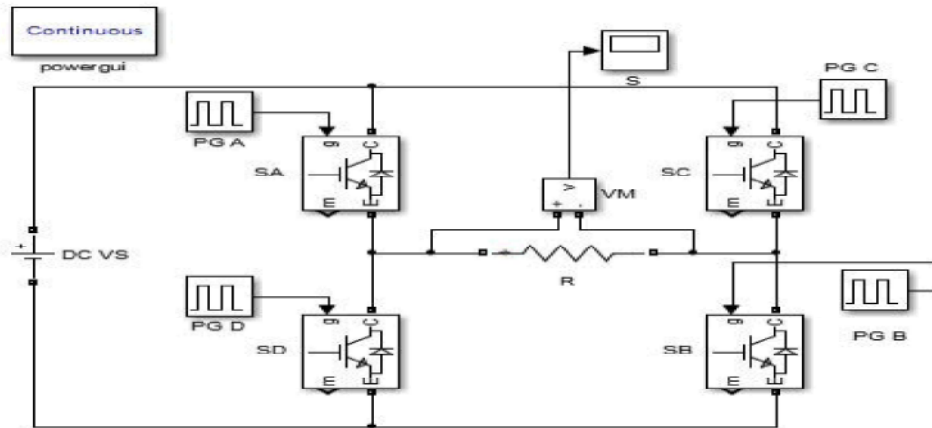 Continuous
powergui
S
PG C
PG A
g C
SA
m E
g C
SC
m E
v
+ -
VM
+
DC VS
+
R
PG D
g C
SD
m E
g C
SB
m E
PG B